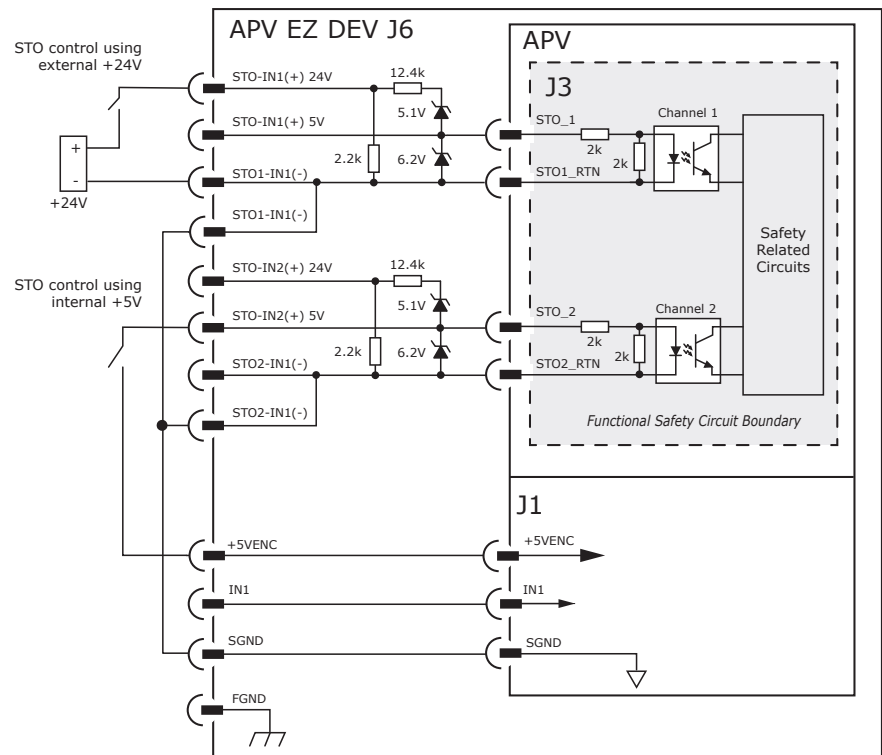 APV EZ DEV J6
APV
STO control using
external +24V
STO-IN1(+) 24V
12.4k
J3
5.1V
Channel 1
STO-IN1(+) 5V
STO_1
2k
2k
+
-
+24V
2.2k
6.2V
STO1-IN1(-)
STO1_RTN
STO1-IN1(-)
Safety
Related
Circuits
STO control using
internal +5V
STO-IN2(+) 24V
12.4k
5.1V
Channel 2
STO-IN2(+) 5V
STO_2
2k
2k
2.2k
6.2V
STO2-IN1(-)
STO2_RTN
STO2-IN1(-)
Functional Safety Circuit Boundary
J1
+5VENC
+5VENC
IN1
IN1
SGND
SGND
FGND